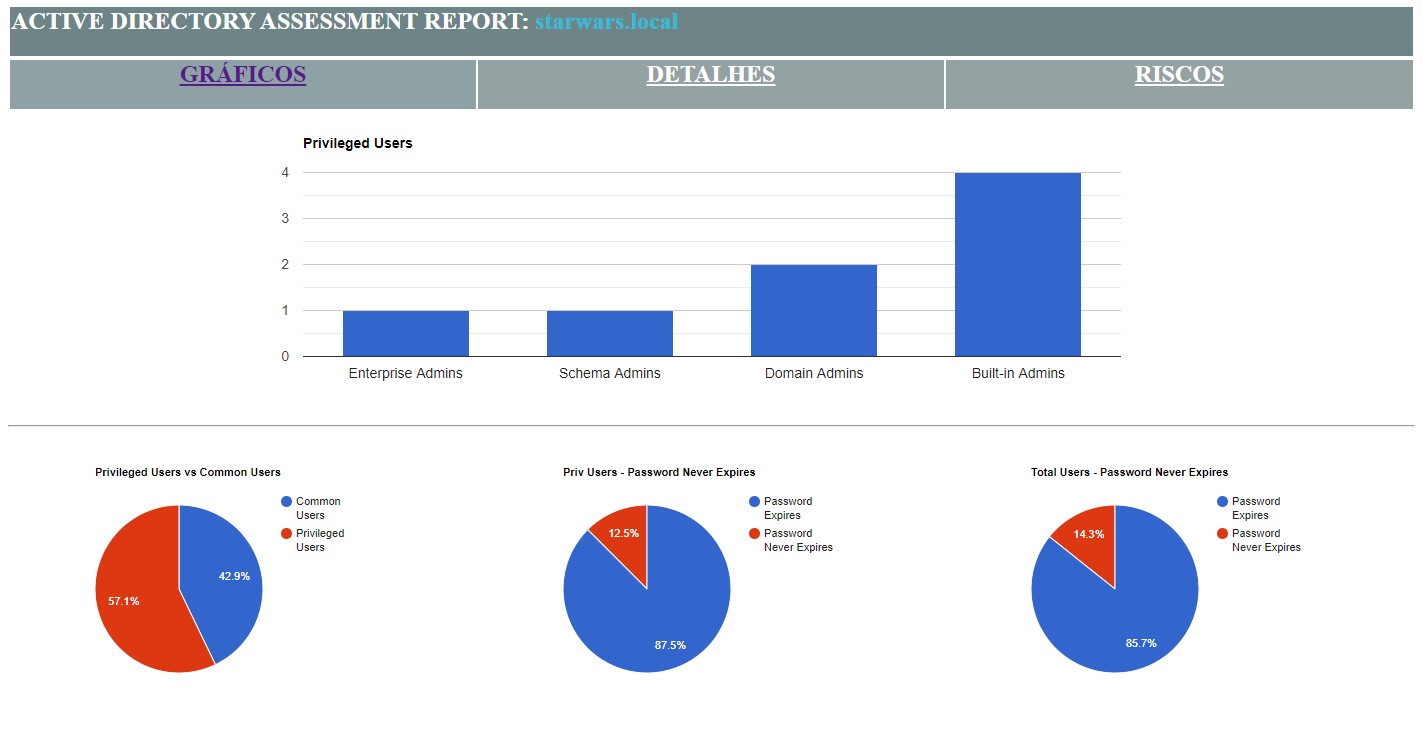 ACTIVE DIRECTORY ASSESSMENT REPORT: starwars.local
GRÁFICOS
DETALHES
RISCOS
Privileged Users
4
3
2
1
0
Enterprise Admins
Schema Admins
Domain Admins
Built-in Admins
Privileged Users vs Common Users
Common
Users
Privileged
Users
42.9%
57.1%
Priv Users - Password Never Expires
Password
Expires
Password
Never Expires
12.5%
87.5%
Total Users - Password Never Expires
Password
Expires
Password
Never Expires
14.3%
85.7%